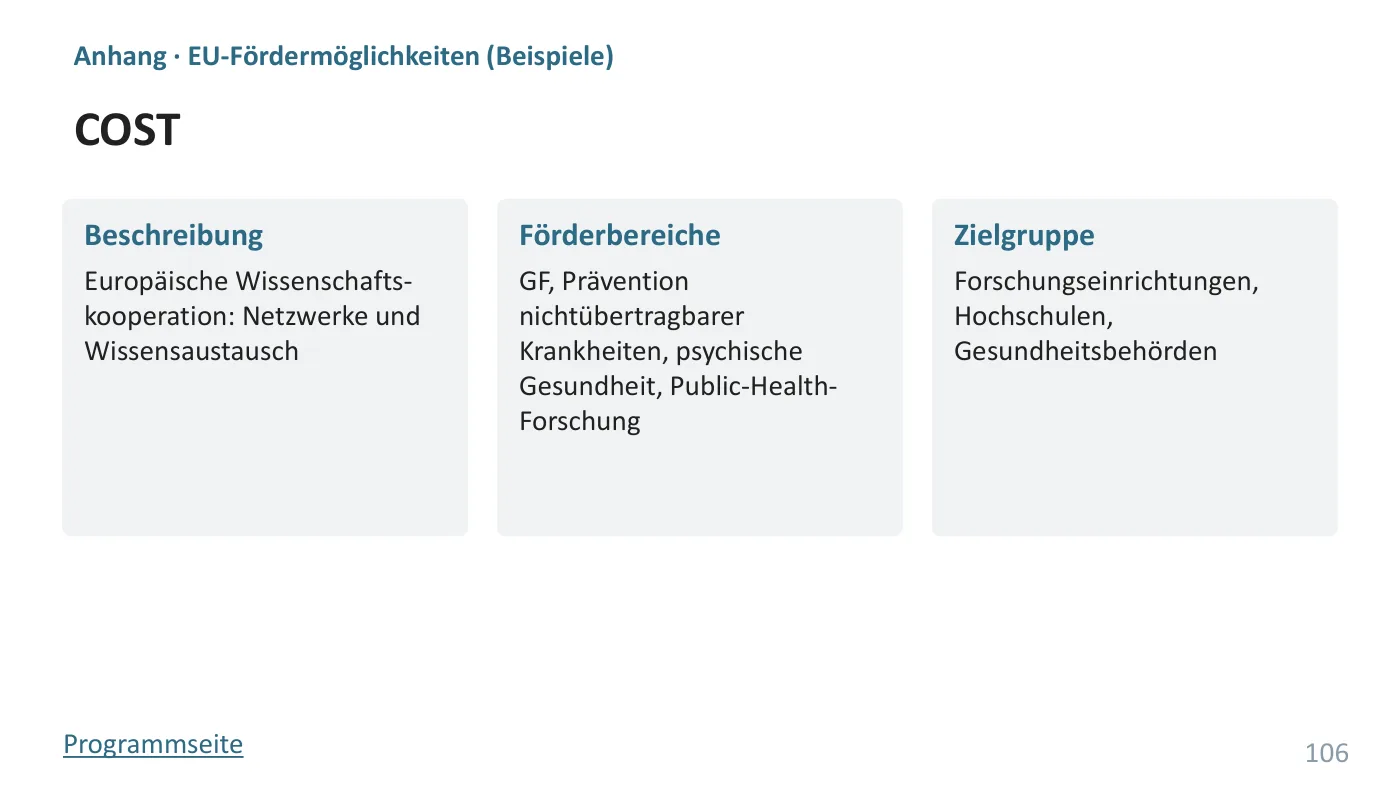 Anhang · EU-Fördermöglichkeiten (Beispiele)
COST
Beschreibung
Europäische Wissenschafts-
kooperation: Netzwerke und
Wissensaustausch
Förderbereiche
GF, Prävention
nichtübertragbarer
Krankheiten, psychische
Gesundheit, Public-Health-
Forschung
Zielgruppe
Forschungseinrichtungen,
Hochschulen,
Gesundheitsbehörden
Programmseite
106